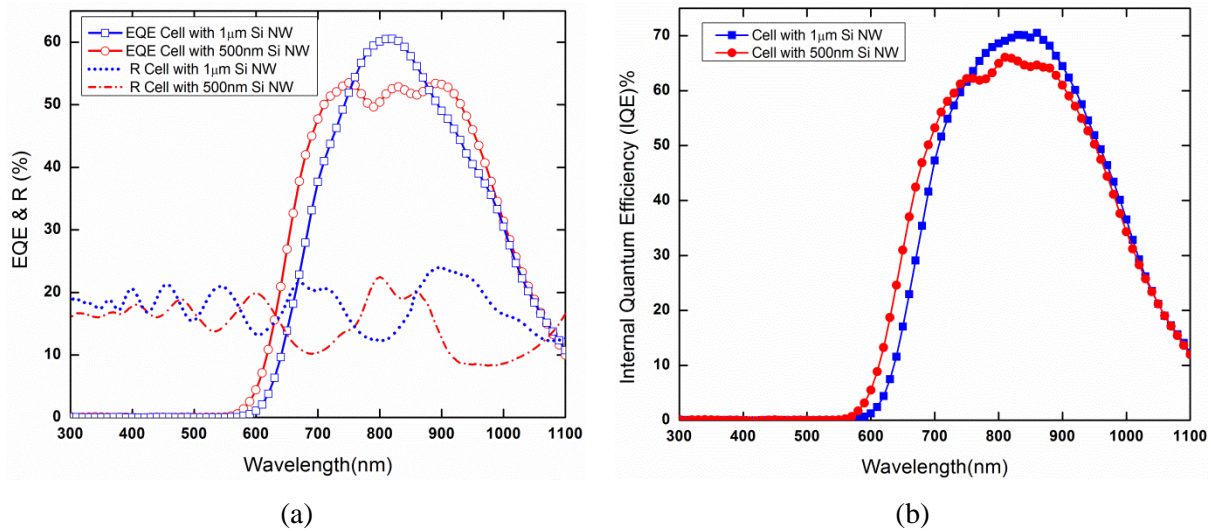 EQE Cell with 1μm Si NW
EQE Cell with 500nm Si NW
R Cell with 1μm Si NW
R Cell with 500nm Si NW
EQE & R (%)
60
50
40
30
20
10
0
300 400 500 600 700 800 900 1000 1100
Wavelength(nm)
(a)
Cell with 1μm Si NW
Cell with 500nm Si NW
Internal Quantum Efficiency (IQE)%
70
60
50
40
30
20
10
0
300 400 500 600 700 800 900 1000 1100
Wavelength(nm)
(b)